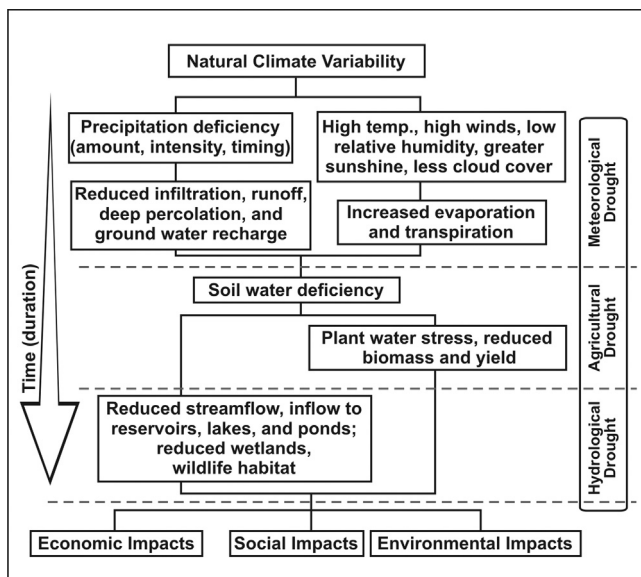 Natural Climate Variability
Precipitation deficiency
(amount, intensity, timing)
High temp., high winds, low
relative humidity, greater
sunshine, less cloud cover
Reduced infiltration, runoff,
deep percolation, and
ground water recharge
Increased evaporation
and transpiration
Meteorological
Drought
Soil water deficiency
Plant water stress, reduced
biomass and yield
Agricultural
Drought
Time (duration)
Reduced streamflow, inflow to
reservoirs, lakes, and ponds;
reduced wetlands,
wildlife habitat
Hydrological
Drought
Economic Impacts
Social Impacts
Environmental Impacts